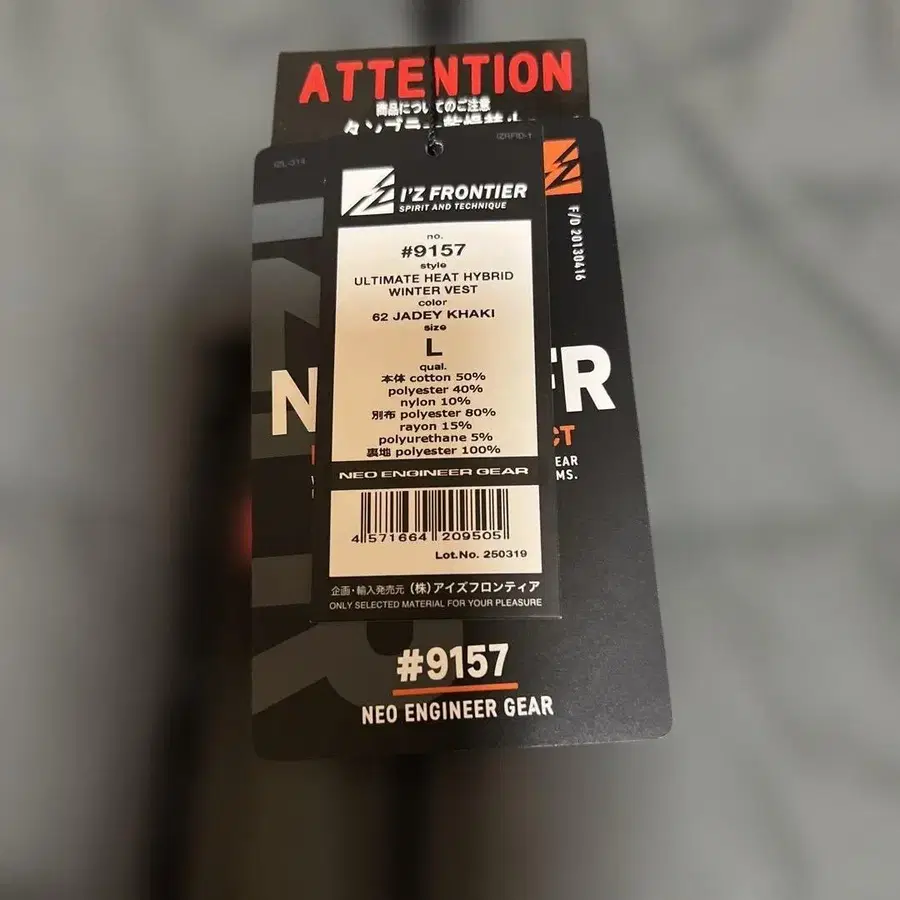 ATTENTION
商品についてのご注意
IZRFID-1
I'Z FRONTIER
SPIRIT AND TECHNIQUE
F/D 20130416
no.
#9157
style
ULTIMATE HEAT HYBRID
WINTER VEST
color
62 JADEY KHAKI
size
L
qual.
本体 cotton 50%
polyester 40%
nylon 10%
別布 polyester 80%
rayon 15%
polyurethane 5%
裏地 polyester 100%
NEO ENGINEER GEAR
4 571664 209505
Lot.No. 250319
企画・輸入発売元 (株)アイズフロンティア
ONLY SELECTED MATERIAL FOR YOUR PLEASURE
#9157
NEO ENGINEER GEAR